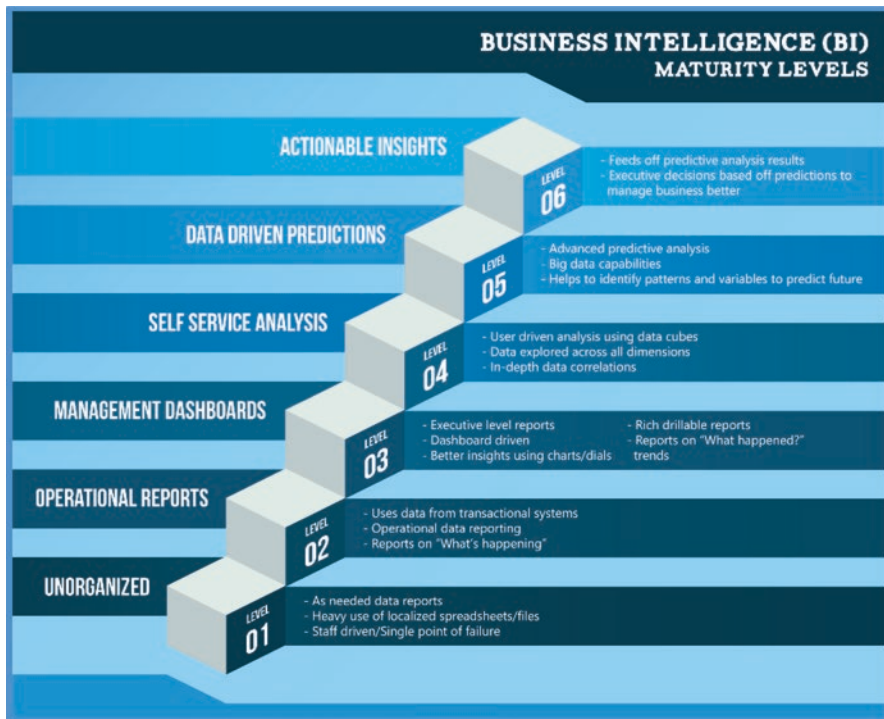 BUSINESS INTELLIGENCE (BI)
MATURITY LEVELS
ACTIONABLE INSIGHTS
LEVEL
06
- Feeds off predictive analysis results
- Executive decisions based off predictions to
manage business better
DATA DRIVEN PREDICTIONS
LEVEL
05
- Advanced predictive analysis
- Big data capabilities
- Helps to identify patterns and variables to predict future
SELF SERVICE ANALYSIS
LEVEL
04
- User driven analysis using data cubes
- Data explored across all dimensions
- In-depth data correlations
MANAGEMENT DASHBOARDS
LEVEL
03
- Executive level reports
- Dashboard driven
- Better insights using charts/dials
- Rich drillable reports
- Reports on "What happened?"
trends
OPERATIONAL REPORTS
LEVEL
02
- Uses data from transactional systems
- Operational data reporting
- Reports on "What's happening"
UNORGANIZED
LEVEL
01
- As needed data reports
- Heavy use of localized spreadsheets/files
- Staff driven/Single point of failure